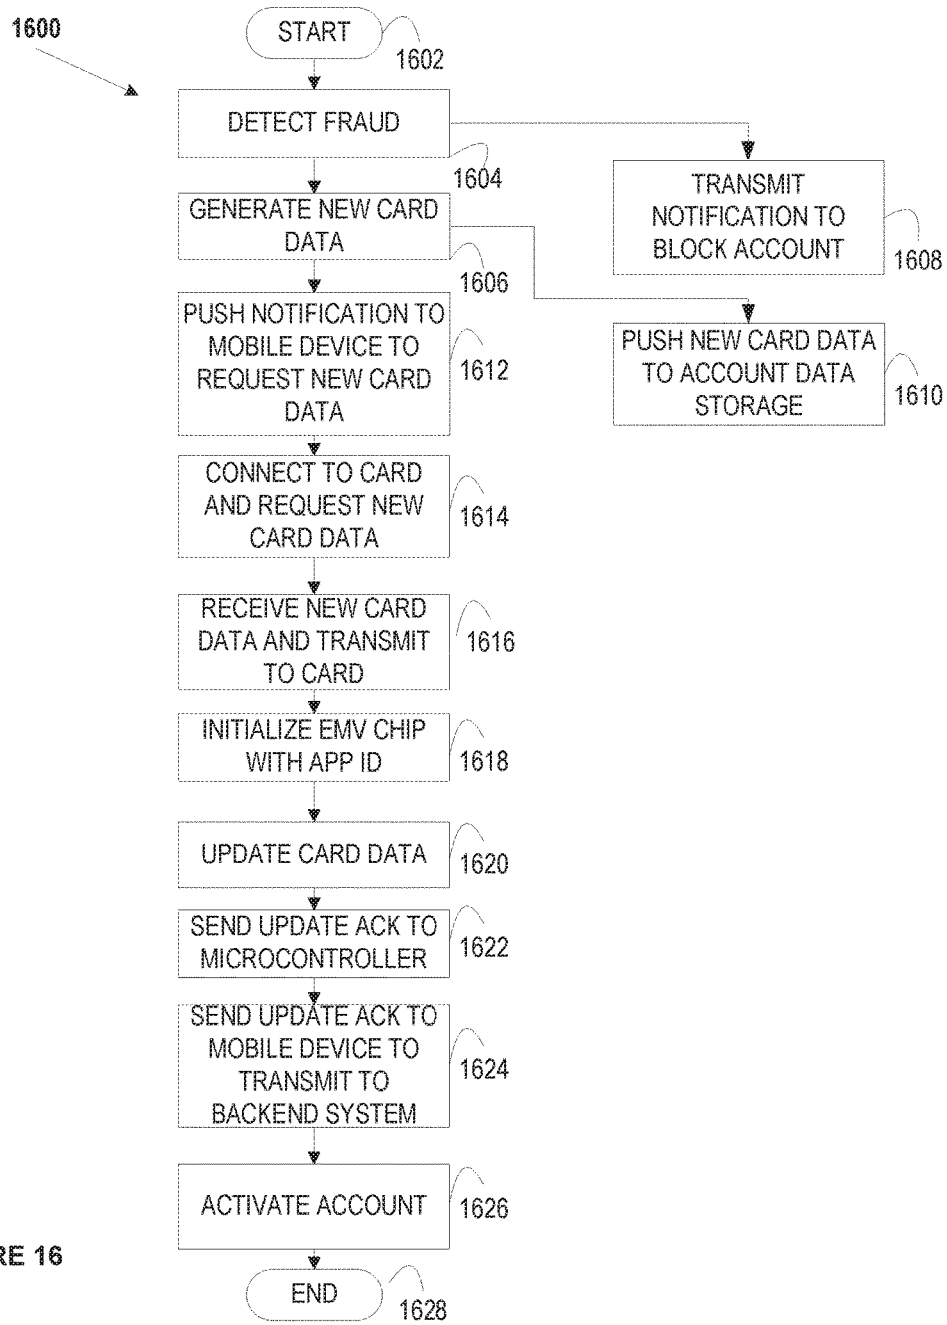 1600
START
1602
DETECT FRAUD
1604
TRANSMIT
NOTIFICATION TO
BLOCK ACCOUNT
1608
GENERATE NEW CARD
DATA
1606
PUSH NOTIFICATION TO
MOBILE DEVICE TO
REQUEST NEW CARD
DATA
1612
PUSH NEW CARD DATA
TO ACCOUNT DATA
STORAGE
1610
CONNECT TO CARD
AND REQUEST NEW
CARD DATA
1614
RECEIVE NEW CARD
DATA AND TRANSMIT
TO CARD
1616
INITIALIZE EMV CHIP
WITH APP ID
1618
UPDATE CARD DATA
1620
SEND UPDATE ACK TO
MICROCONTROLLER
1622
SEND UPDATE ACK TO
MOBILE DEVICE TO
TRANSMIT TO
BACKEND SYSTEM
1624
ACTIVATE ACCOUNT
1626
RE 16
END
1628